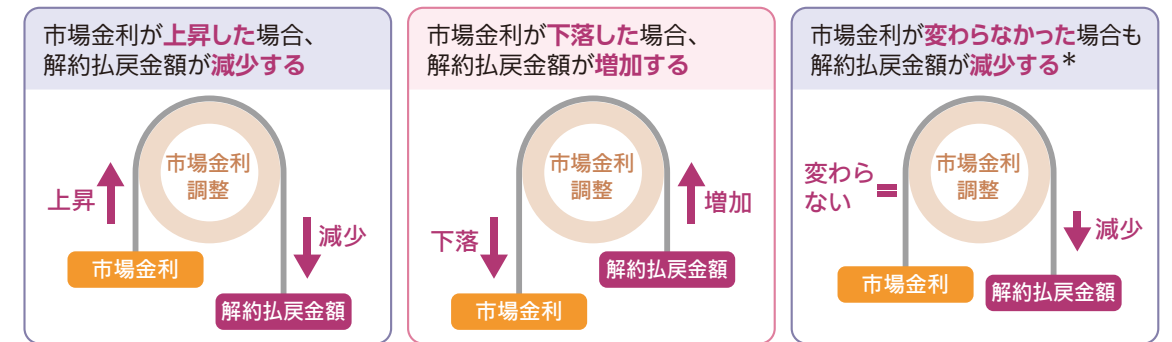 市場金利が上昇した場合、
解約払戻金額が減少する
市場金利
調整
上昇
減少
市場金利
解約払戻金額
市場金利が下落した場合、
解約払戻金額が増加する
市場金利
調整
下落
増加
解約払戻金額
市場金利
市場金利が変わらなかった場合も
解約払戻金額が減少する*
市場金利
調整
変わら
ない
減少
市場金利
解約払戻金額